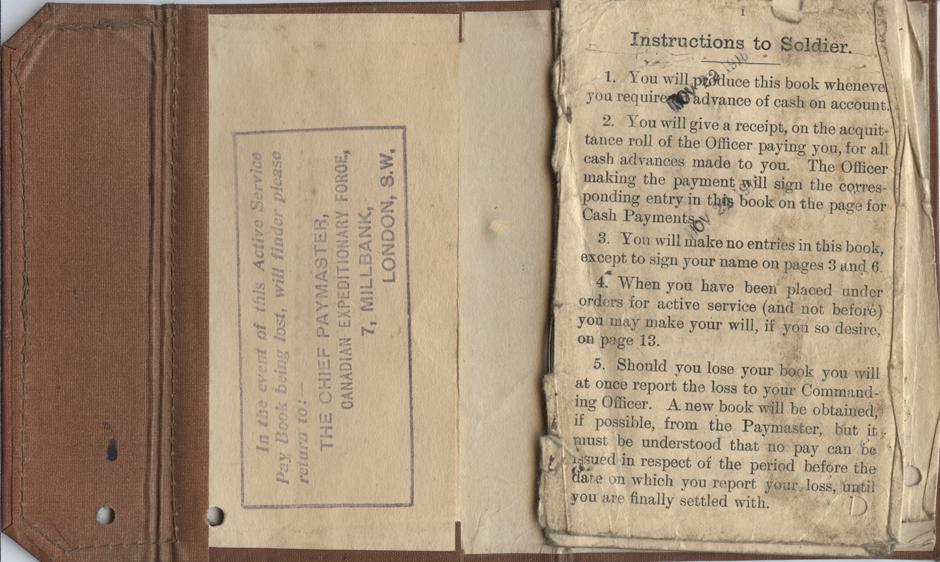 In the event of this Active Service
Pay Book being lost, will finder please
return to:—
THE CHIEF PAYMASTER,
CANADIAN EXPEDITIONARY FORCE,
7, MILLBANK,
LONDON, S.W.
1
Instructions to Soldier.
1. You will produce this book whenever
you require advance of cash on account.
2. You will give a receipt, on the acquit-
tance roll of the Officer paying you, for all
cash advances made to you. The Officer
making the payment will sign the corres-
ponding entry in this book on the page for
Cash Payments.
3. You will make no entries in this book,
except to sign your name on pages 3 and 6.
4. When you have been placed under
orders for active service (and not before)
you may make your will, if you so desire,
on page 13.
5. Should you lose your book you will
at once report the loss to your Command-
ing Officer. A new book will be obtained,
if possible, from the Paymaster, but it
must be understood that no pay can be
issued in respect of the period before the
date on which you report your loss, until
you are finally settled with.
NOV 22
NOV